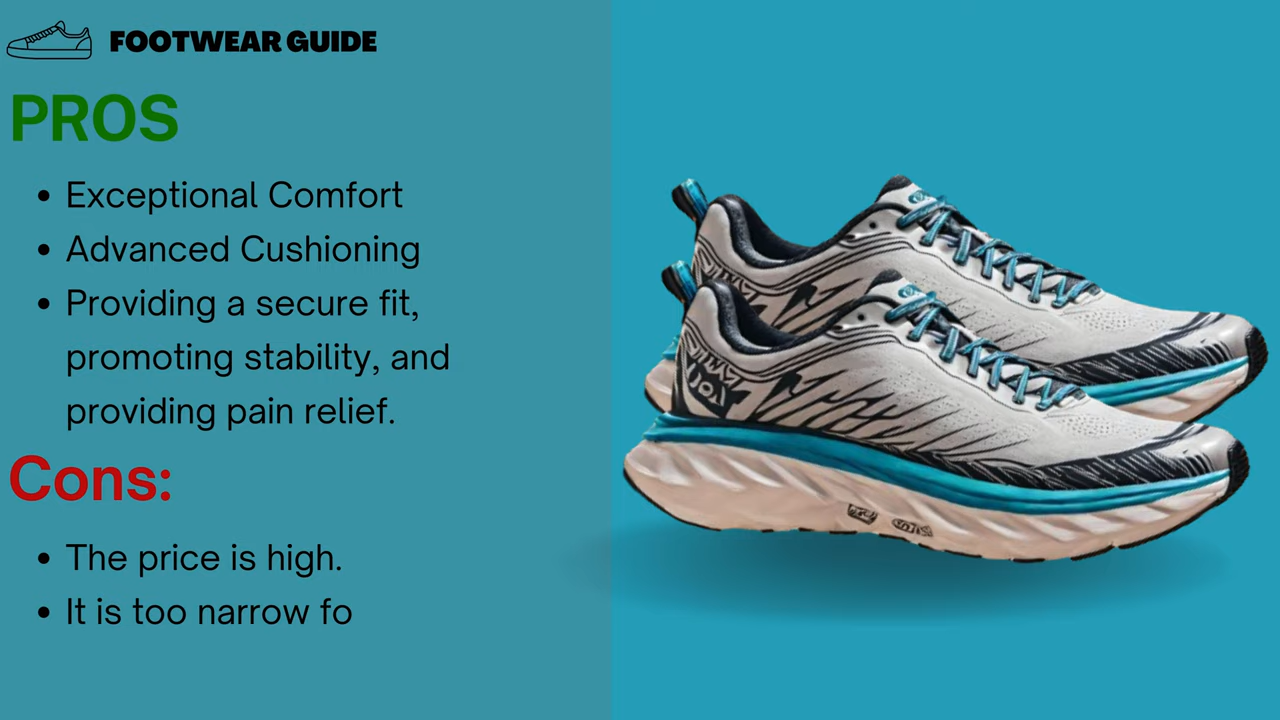 FOOTWEAR GUIDE
PROS
• Exceptional Comfort
• Advanced Cushioning
• Providing a secure fit,
promoting stability, and
providing pain relief.
Cons:
• The price is high.
• It is too narrow fo